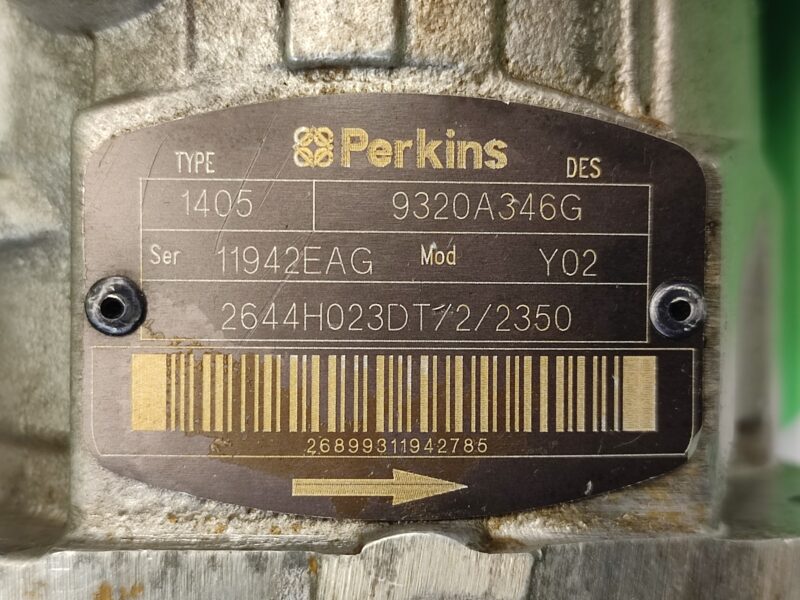 Perkins
TYPE DES
1405 9320A346G
Ser 11942EAG Mod Y02
2644H023DT/2/2350
26899311942785